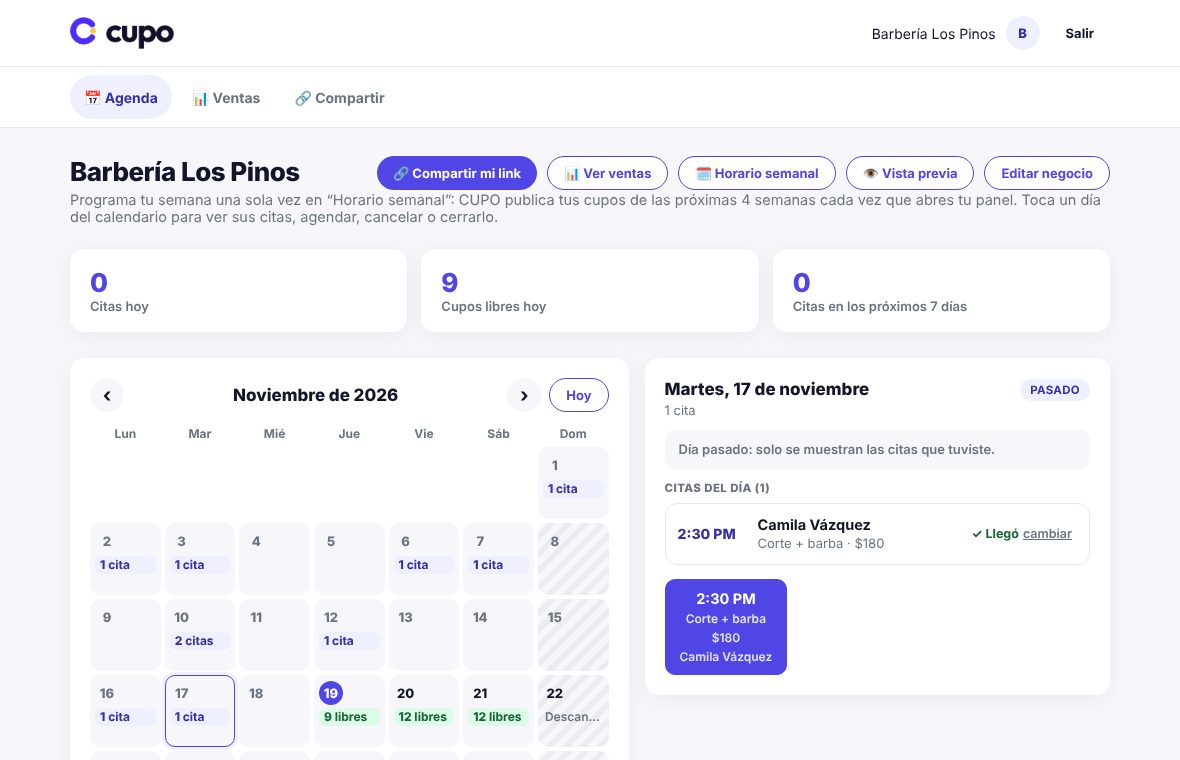 cupo
Barbería Los Pinos
B
Salir
📅 Agenda
📊 Ventas
🔗 Compartir
Barbería Los Pinos
🔗 Compartir mi link
📊 Ver ventas
🗓️ Horario semanal
👁️ Vista previa
Editar negocio
Programa tu semana una sola vez en “Horario semanal”: CUPO publica tus cupos de las próximas 4 semanas cada vez que abres tu panel. Toca un día
del calendario para ver sus citas, agendar, cancelar o cerrarlo.
0
Citas hoy
9
Cupos libres hoy
0
Citas en los próximos 7 días
‹
Noviembre de 2026
›
Hoy
Lun Mar Mié Jue Vie Sáb Dom
1
1 cita
2 3 4 5 6 7 8
1 cita 1 cita 1 cita 1 cita
9 10 11 12 13 14 15
2 citas 1 cita
16 17 18 19 20 21 22
1 cita 1 cita 9 libres 12 libres 12 libres Descan...
Martes, 17 de noviembre
PASADO
1 cita
Día pasado: solo se muestran las citas que tuviste.
CITAS DEL DÍA (1)
2:30 PM
Camila Vázquez
Corte + barba · $180
✓ Llegó cambiar
2:30 PM
Corte + barba
$180
Camila Vázquez